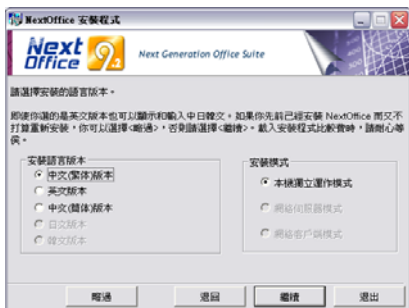 NextOffice 安裝程式
Next Office 9.2
Next Generation Office Suite
請選擇安裝的語言版本。
即使你選的是英文版本也可以顯示和輸入中日韓文。如果你先前已經安裝 NextOffice 而又不
打算重新安裝,你可以選擇<略過>,否則請選擇<繼續>。載入安裝程式比較費時,請耐心等
候。
安裝語言版本
中文(繁体)版本
英文版本
中文(簡体)版本
日文版本
韓文版本
安裝模式
本機獨立運作模式
網絡伺服器模式
網絡客戶端模式
略過
退回
繼續
退出